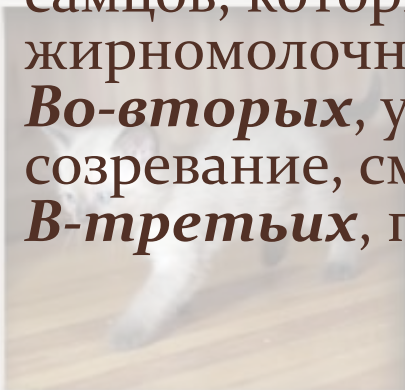 самцов, котор
жирномолочн
Во-вторых, у
созревание, см
В-третьих, п